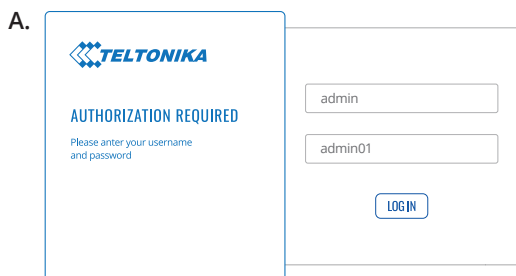 A.
TELTONIKA
AUTHORIZATION REQUIRED
Please anter your username
and password
admin
admin01
LOG IN